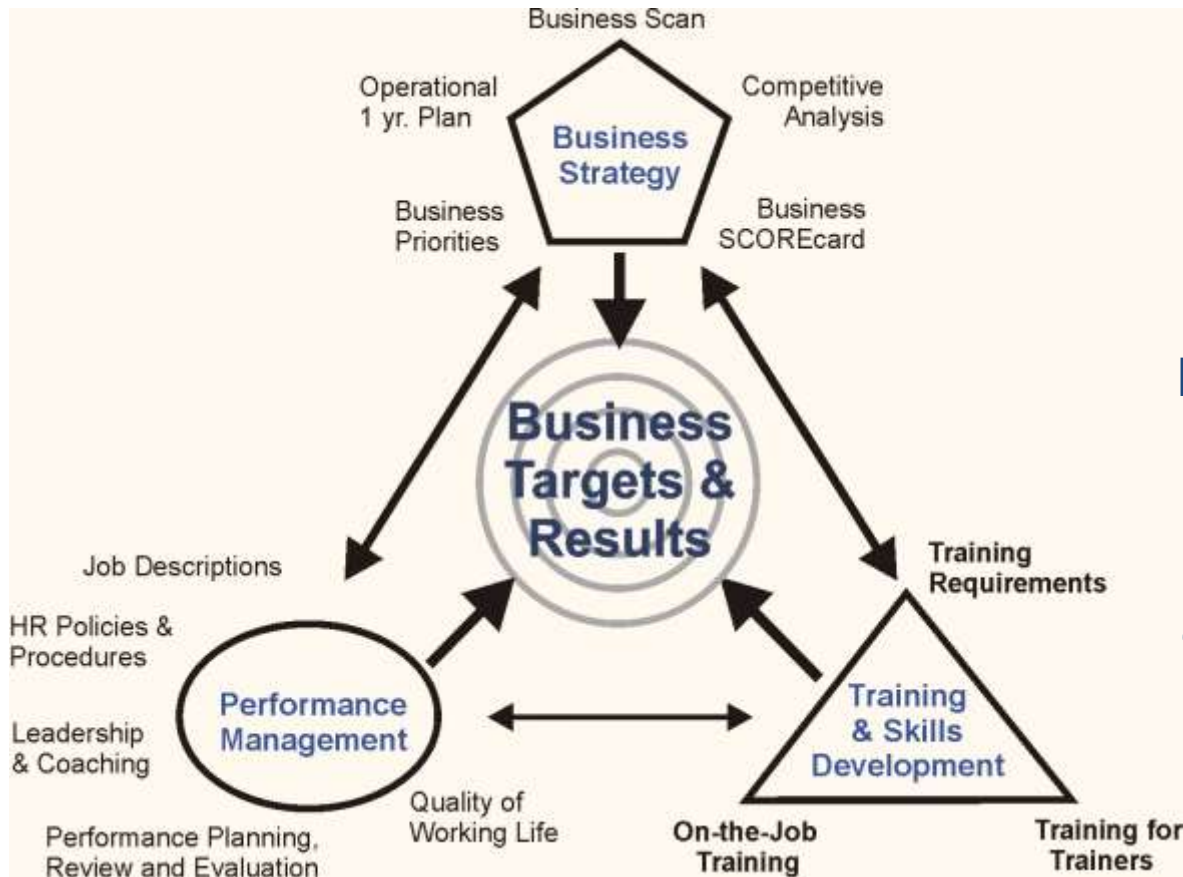 Business Scan
Operational
1 yr. Plan
Competitive
Analysis
Business
Strategy
Business
Priorities
Business
SCOREcard
Business
Targets &
Results
Job Descriptions
HR Policies &
Procedures
Leadership
& Coaching
Performance
Management
Performance Planning,
Review and Evaluation
Quality of
Working Life
Training
Requirements
Training
& Skills
Development
On-the-Job
Training
Training for
Trainers